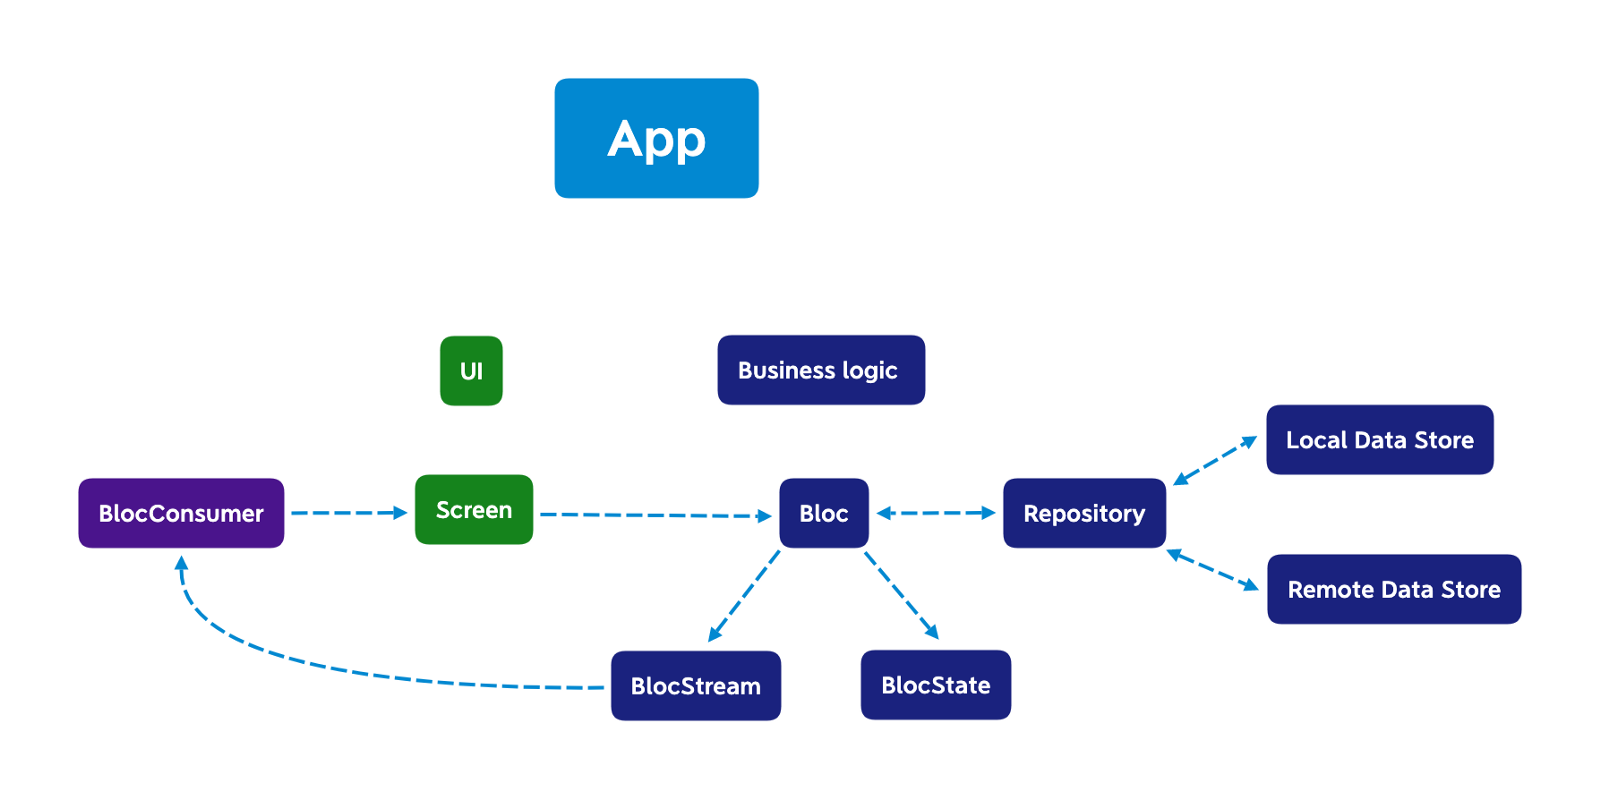 App
UI
Business logic
Local Data Store
BlocConsumer
Screen
Bloc
Repository
Remote Data Store
BlocStream
BlocState